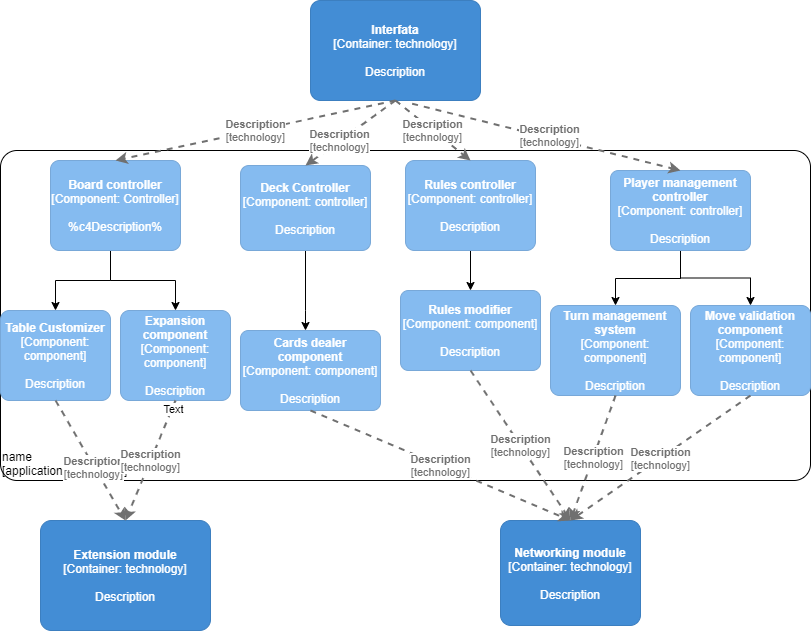 Interfata
[Container: technology]
Description
Description
[technology]
Description
[technology]
Description
[technology]
Description
[technology]
Board controller
[Component: Controller]
%c4Description%
Deck Controller
[Component: controller]
Description
Rules controller
[Component: controller]
Description
Player management
controller
[Component: controller]
Description
Table Customizer
[Component:
component]
Description
Expansion
component
[Component:
component]
Description
Cards dealer
component
[Component: component]
Description
Rules modifier
[Component: component]
Description
Turn management
system
[Component:
component]
Description
Move validation
component
[Component:
component]
Description
Text
name
[application
Description
[technology]
Description
[technology]
Description
[technology]
Description
[technology]
Description
[technology]
Description
[technology]
Extension module
[Container: technology]
Description
Networking module
[Container: technology]
Description